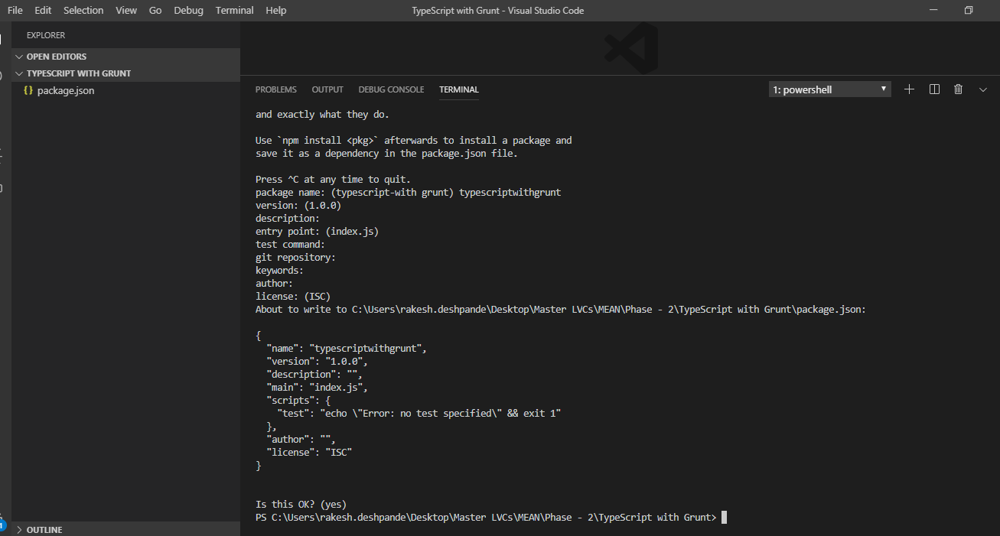 File Edit Selection View Go Debug Terminal Help TypeScript with Grunt - Visual Studio Code
EXPLORER
OPEN EDITORS
TYPESCRIPT WITH GRUNT
{} package.json
OUTLINE
1
PROBLEMS OUTPUT DEBUG CONSOLE TERMINAL 1: powershell
and exactly what they do.
Use `npm install <pkg>` afterwards to install a package and
save it as a dependency in the package.json file.
Press ^C at any time to quit.
package name: (typescript-with grunt) typescriptwithgrunt
version: (1.0.0)
description:
entry point: (index.js)
test command:
git repository:
keywords:
author:
license: (ISC)
About to write to C:\Users\rakesh.deshpande\Desktop\Master LVCs\MEAN\Phase - 2\TypeScript with Grunt\package.json:
{
  "name": "typescriptwithgrunt",
  "version": "1.0.0",
  "description": "",
  "main": "index.js",
  "scripts": {
    "test": "echo \"Error: no test specified\" && exit 1"
  },
  "author": "",
  "license": "ISC"
}
Is this OK? (yes)
PS C:\Users\rakesh.deshpande\Desktop\Master LVCs\MEAN\Phase - 2\TypeScript with Grunt>